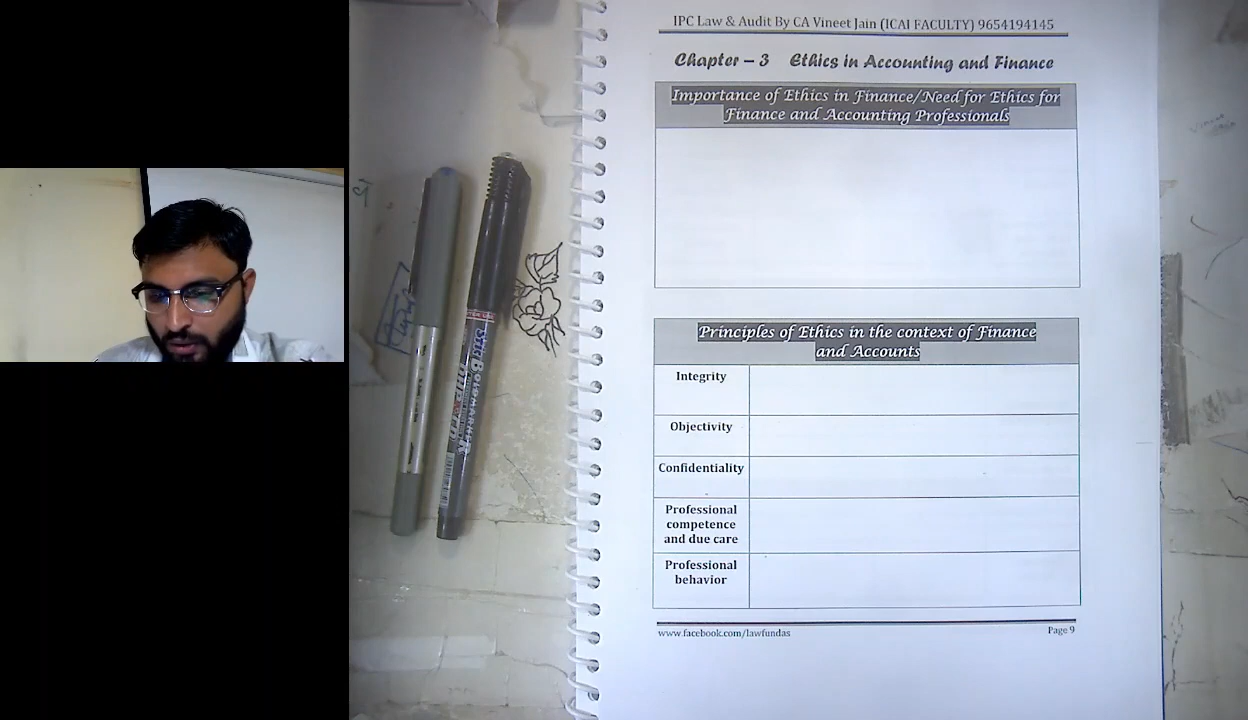 IPC Law & Audit By CA Vineet Jain (ICAI FACULTY) 9654194145
Chapter – 3 Ethics in Accounting and Finance
Importance of Ethics in Finance/Need for Ethics for
Finance and Accounting Professionals
Principles of Ethics in the context of Finance
and Accounts
Integrity
Objectivity
Confidentiality
Professional
competence
and due care
Professional
behavior
www.facebook.com/lawfundas
Page 9